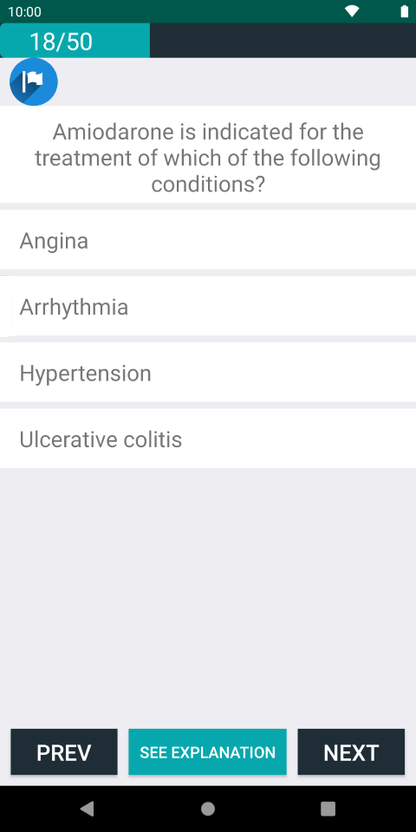 10:00
18/50
Amiodarone is indicated for the
treatment of which of the following
conditions?
Angina
Arrhythmia
Hypertension
Ulcerative colitis
PREV
SEE EXPLANATION
NEXT